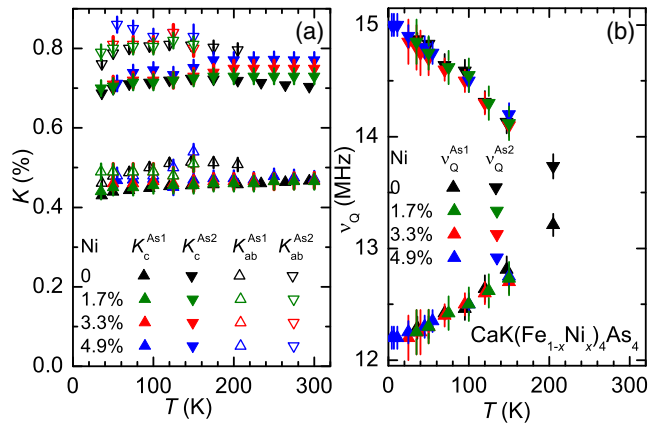 (a)
0.8
0.6
0.4
0.2
0.0
K (%)
Ni K_c^As1 K_c^As2 K_ab^As1 K_ab^As2
0
1.7%
3.3%
4.9%
0 50 100 150 200 250 300
T (K)
(b)
15
14
13
12
ν_Q (MHz)
Ni ν_Q^As1 ν_Q^As2
0
1.7%
3.3%
4.9%
CaK(Fe_1-xNi_x)_4As_4
0 100 200 300
T (K)